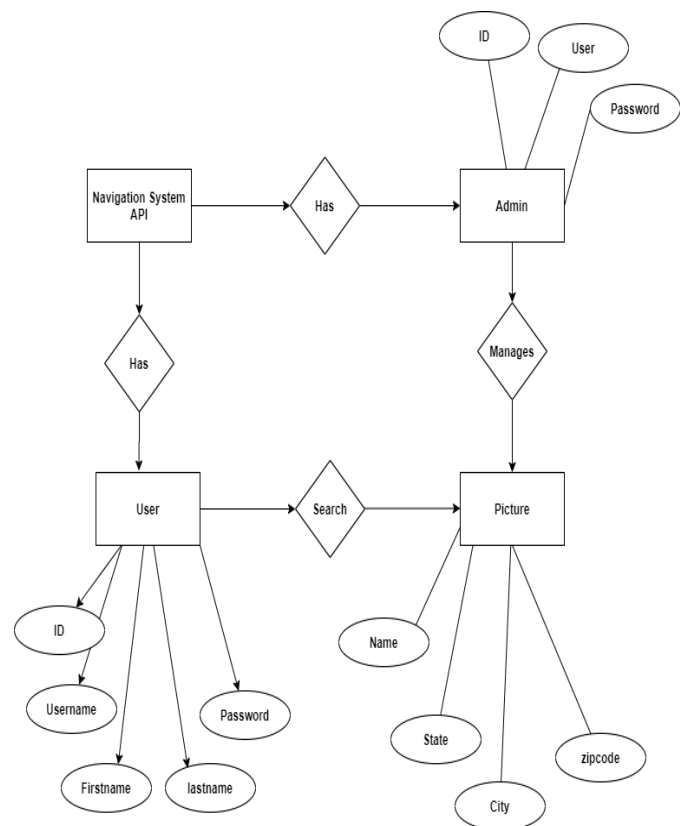 ID
User
Password
Navigation System
API
Has
Admin
Has
Manages
User
Search
Picture
ID
Username
Firstname
lastname
Password
Name
State
City
zipcode